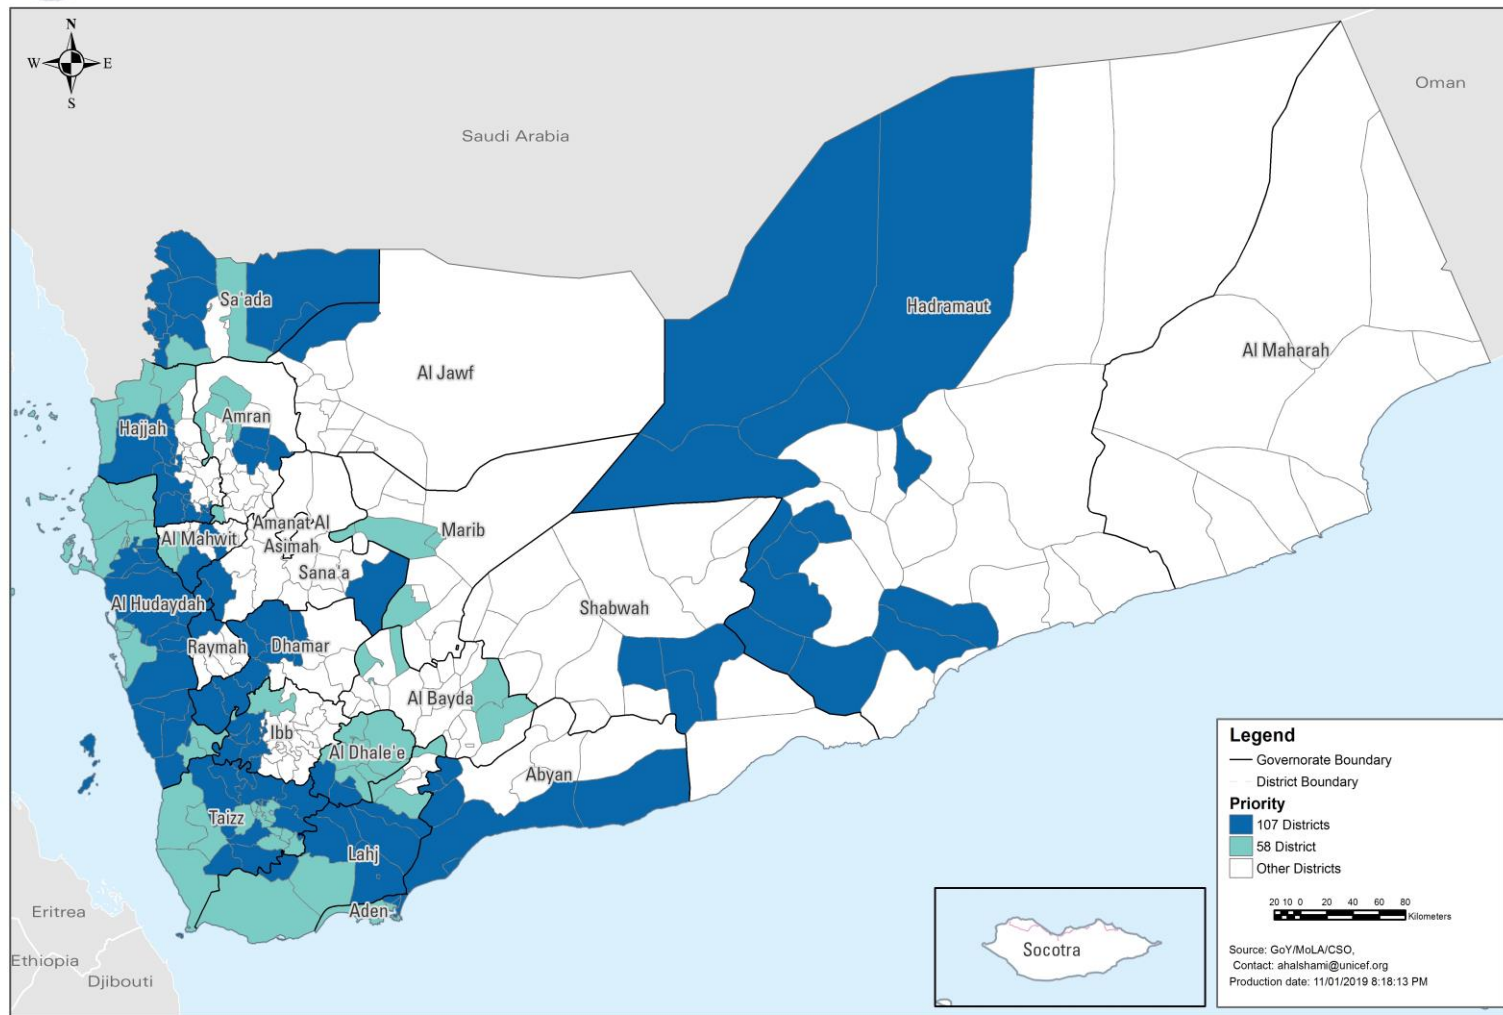 N
W
E
S
Saudi Arabia
Oman
Sa'ada
Hadramaut
Al Maharah
Al Jawf
Hajjah
Amran
Amanat Al
Asimah
Marib
Al Mahwit
Sana'a
Al Hudaydah
Shabwah
Raymah
Dhamar
Al Bayda
Ibb
Al Dhale'e
Abyan
Taizz
Lahj
Aden
Eritrea
Ethiopia
Djibouti
Socotra
Legend
Governorate Boundary
District Boundary
Priority
107 Districts
58 District
Other Districts
20 10 0 20 40 60 80
Kilometers
Source: GoY/MoLA/CSO,
Contact: ahalshami@unicef.org
Production date: 11/01/2019 8:18:13 PM